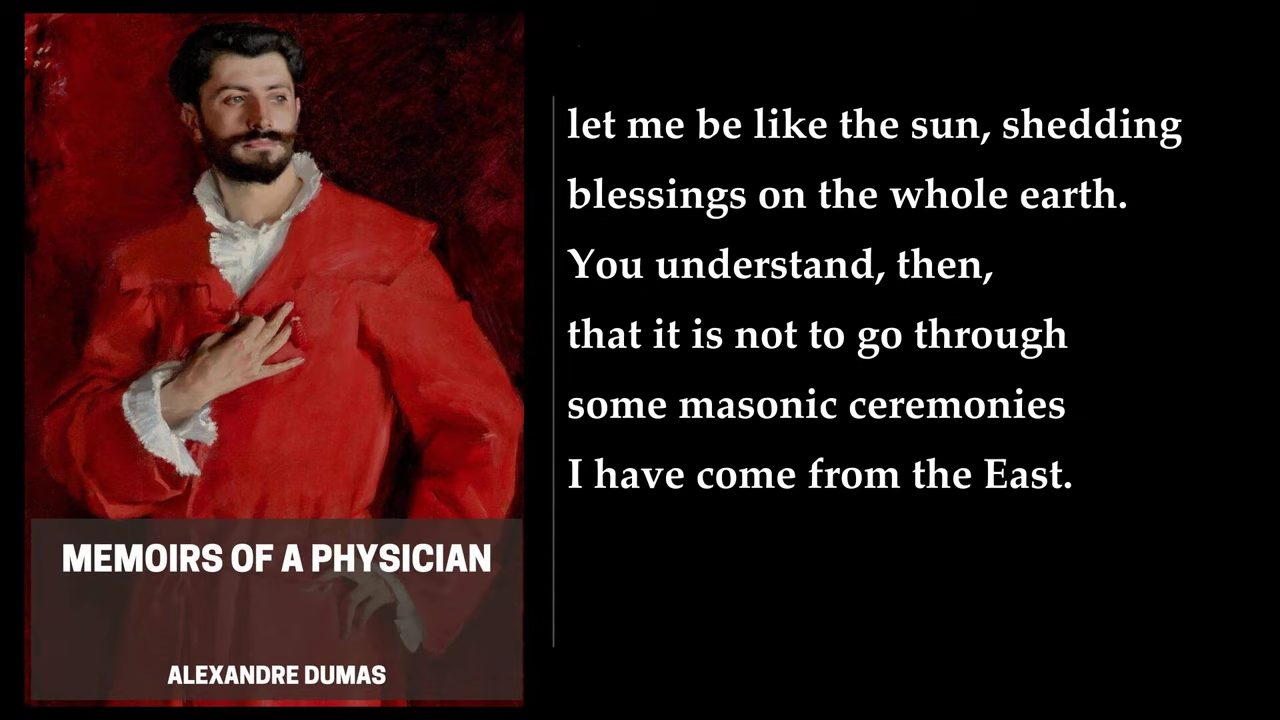 let me be like the sun, shedding
blessings on the whole earth.
You understand, then,
that it is not to go through
some masonic ceremonies
I have come from the East.
MEMOIRS OF A PHYSICIAN
ALEXANDRE DUMAS